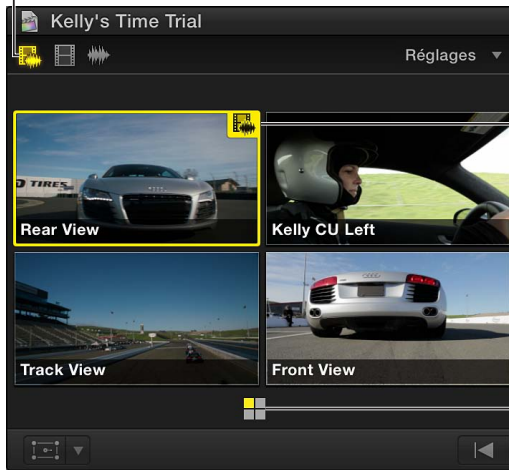 Kelly's Time Trial
Réglages
TIRES
Rear View
Kelly CU Left
Track View
Front View